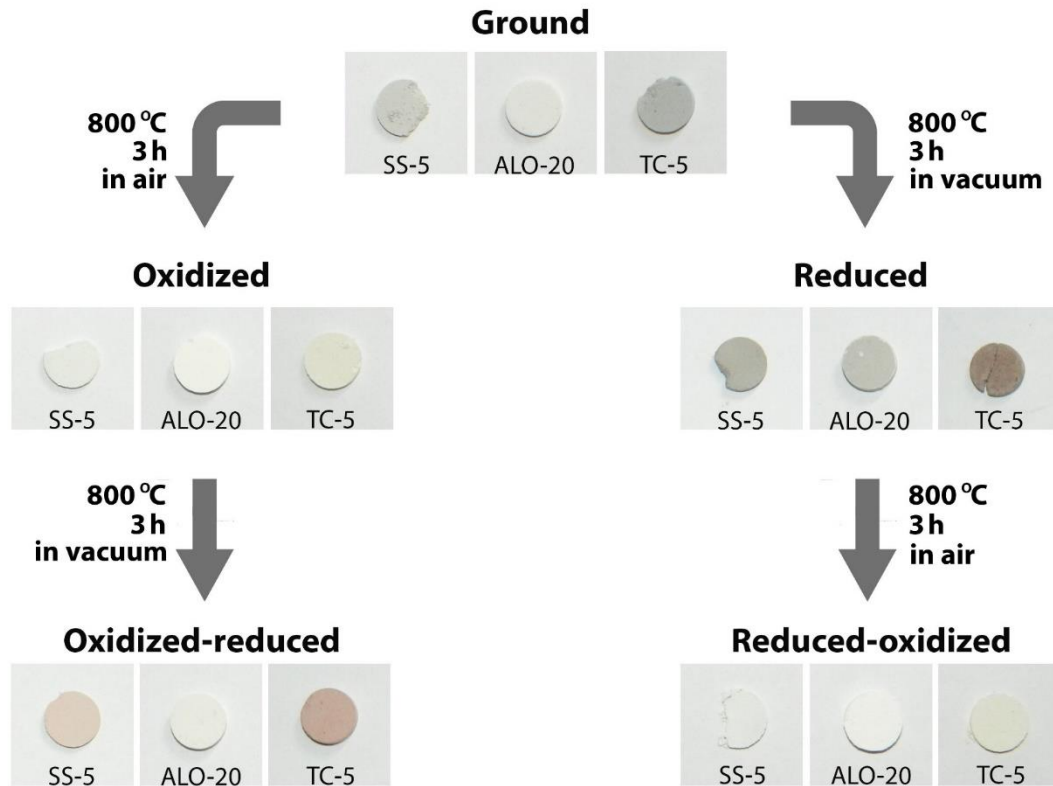 Ground
SS-5 ALO-20 TC-5
800 °C
3 h
in air
800 °C
3 h
in vacuum
Oxidized
SS-5 ALO-20 TC-5
Reduced
SS-5 ALO-20 TC-5
800 °C
3 h
in vacuum
800 °C
3 h
in air
Oxidized-reduced
SS-5 ALO-20 TC-5
Reduced-oxidized
SS-5 ALO-20 TC-5